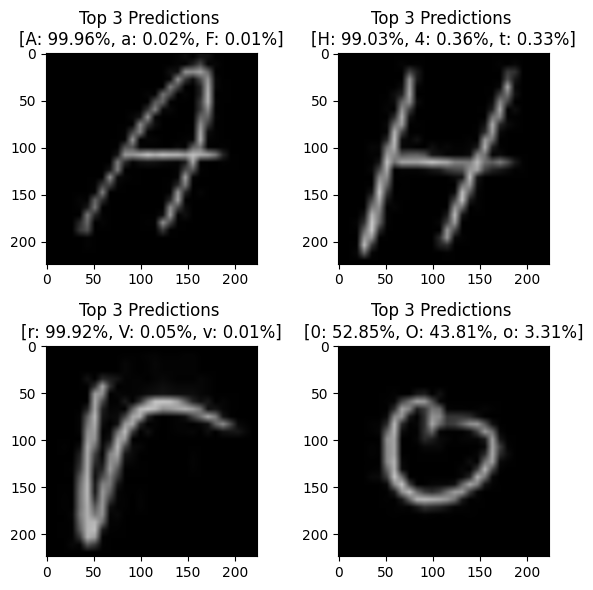 Top 3 Predictions
[A: 99.96%, a: 0.02%, F: 0.01%]
Top 3 Predictions
[H: 99.03%, 4: 0.36%, t: 0.33%]
0
50
100
150
200
A
0
50
100
150
200
H
0 50 100 150 200
0 50 100 150 200
Top 3 Predictions
[r: 99.92%, V: 0.05%, v: 0.01%]
Top 3 Predictions
[0: 52.85%, O: 43.81%, o: 3.31%]
0
50
100
150
200
r
0
50
100
150
200
0 50 100 150 200
0 50 100 150 200